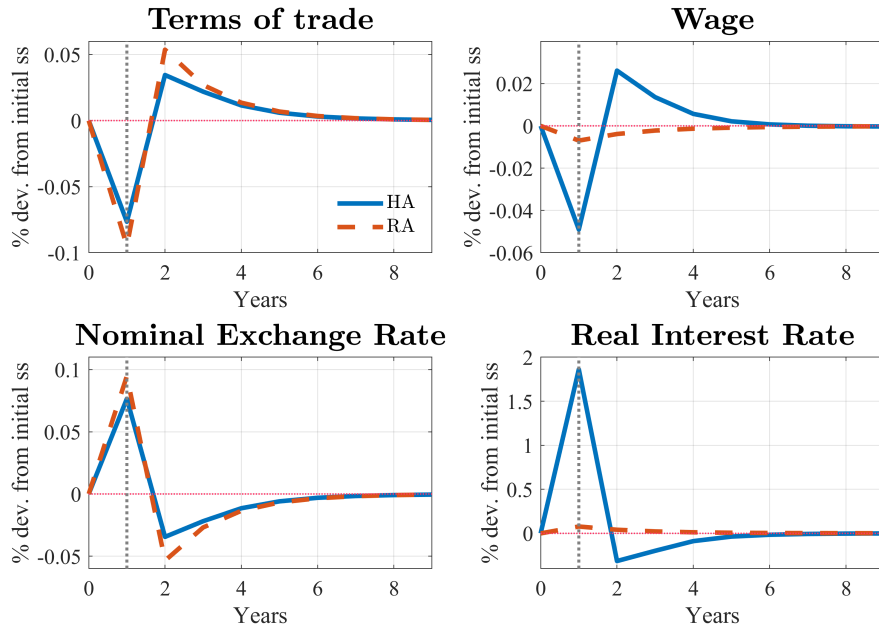 Terms of trade
% dev. from initial ss
0.05
0
-0.05
-0.1
HA
RA
0 2 4 6 8
Years
Wage
% dev. from initial ss
0.02
0
-0.02
-0.04
-0.06
0 2 4 6 8
Years
Nominal Exchange Rate
% dev. from initial ss
0.1
0.05
0
-0.05
0 2 4 6 8
Years
Real Interest Rate
% dev. from initial ss
2
1.5
1
0.5
0
0 2 4 6 8
Years